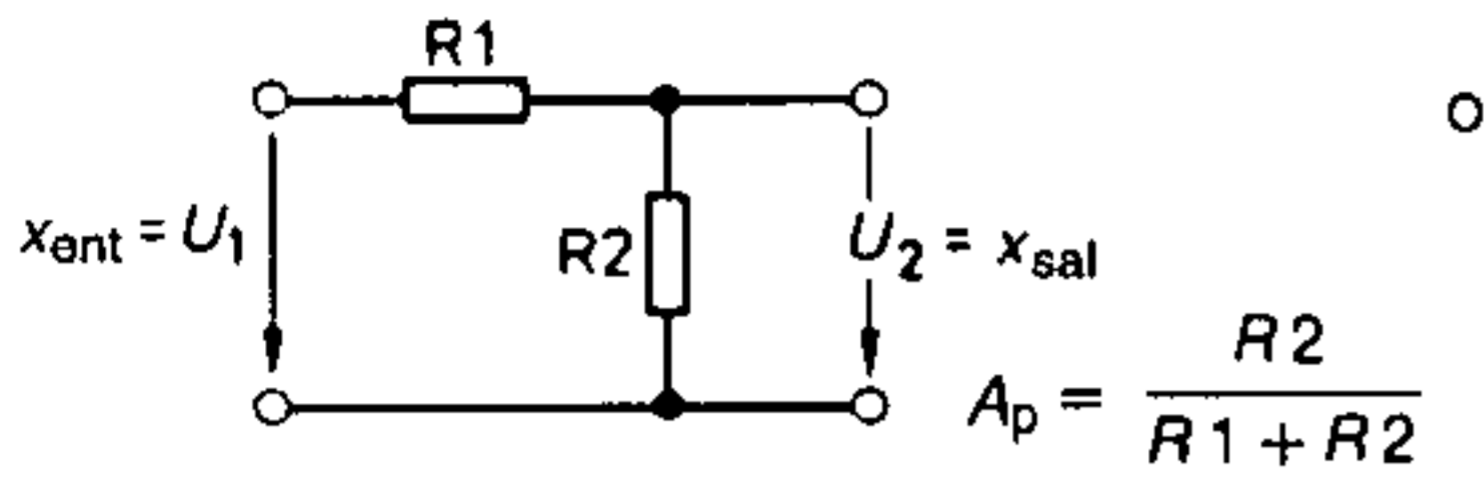 R1
x_ent = U_1
R2
U_2 = x_sal
A_p = R2 / (R1 + R2)
o